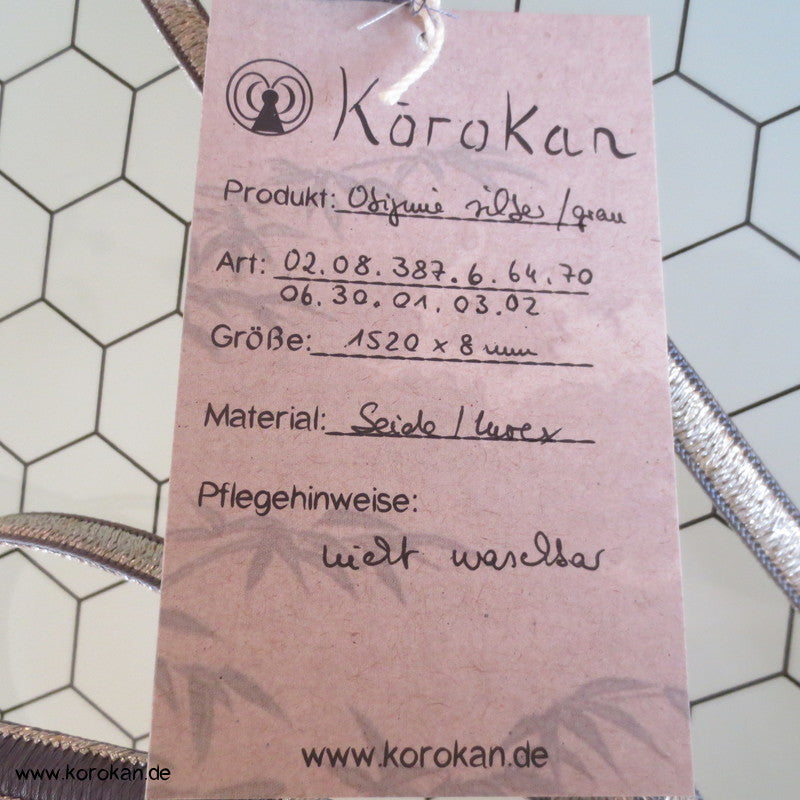 Korokan
Produkt: Obijime silber/grau
Art: 02.08.387.6.64.70
06.30.01.03.02
Größe: 1520 x 8 mm
Material: Seide / Lurex
Pflegehinweise:
nicht waschbar
www.korokan.de
www.korokan.de